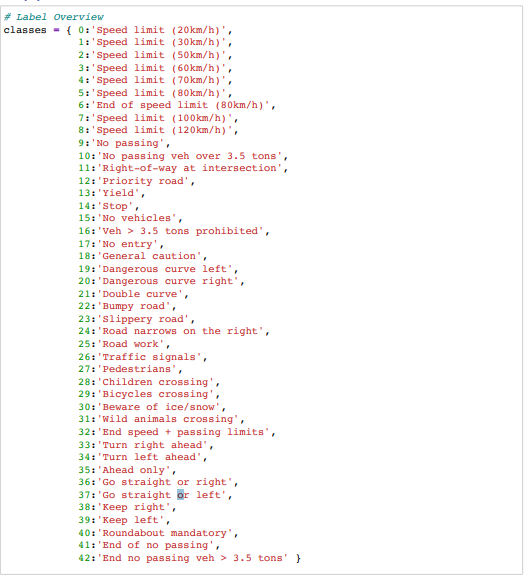 # Label Overview
classes = { 0:'Speed limit (20km/h)',
1:'Speed limit (30km/h)',
2:'Speed limit (50km/h)',
3:'Speed limit (60km/h)',
4:'Speed limit (70km/h)',
5:'Speed limit (80km/h)',
6:'End of speed limit (80km/h)',
7:'Speed limit (100km/h)',
8:'Speed limit (120km/h)',
9:'No passing',
10:'No passing veh over 3.5 tons',
11:'Right-of-way at intersection',
12:'Priority road',
13:'Yield',
14:'Stop',
15:'No vehicles',
16:'Veh > 3.5 tons prohibited',
17:'No entry',
18:'General caution',
19:'Dangerous curve left',
20:'Dangerous curve right',
21:'Double curve',
22:'Bumpy road',
23:'Slippery road',
24:'Road narrows on the right',
25:'Road work',
26:'Traffic signals',
27:'Pedestrians',
28:'Children crossing',
29:'Bicycles crossing',
30:'Beware of ice/snow',
31:'Wild animals crossing',
32:'End speed + passing limits',
33:'Turn right ahead',
34:'Turn left ahead',
35:'Ahead only',
36:'Go straight or right',
37:'Go straight or left',
38:'Keep right',
39:'Keep left',
40:'Roundabout mandatory',
41:'End of no passing',
42:'End no passing veh > 3.5 tons' }